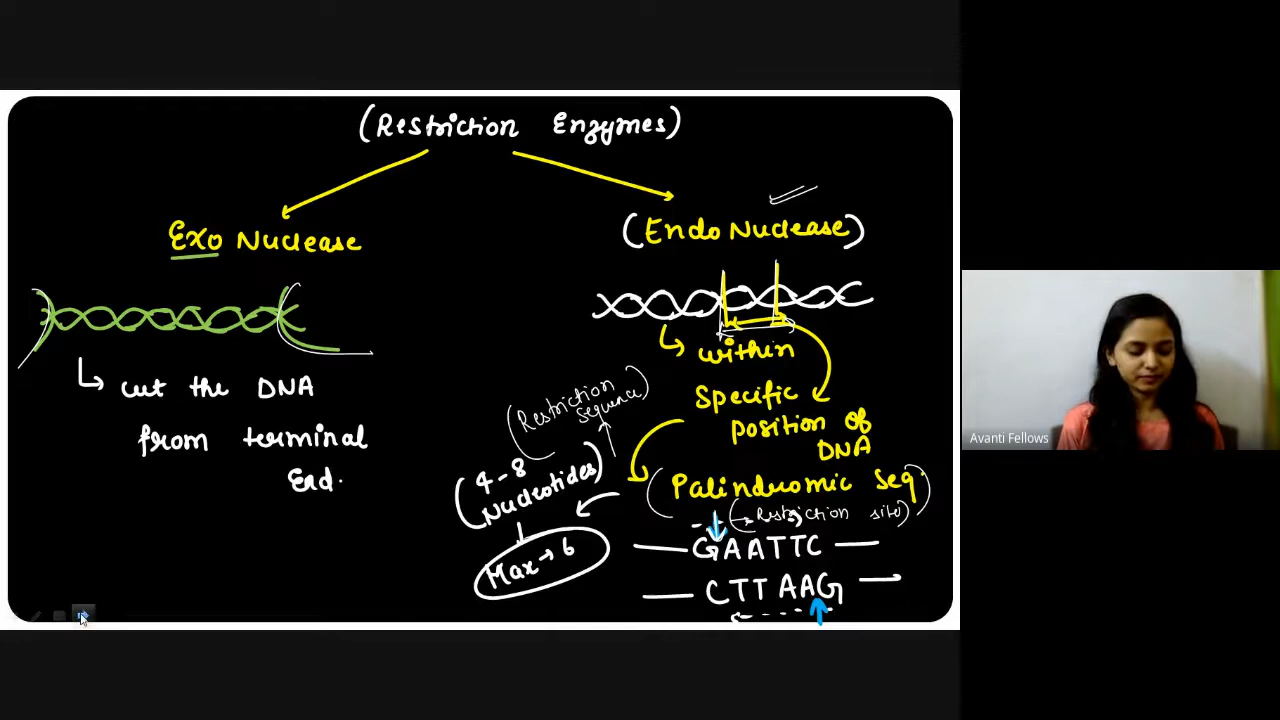 (Restriction Enzymes)
Exo Nuclease
cut the DNA
from terminal
End.
(Endo Nuclease)
within
Specific
position of
DNA
(Restriction
Sequence)
(4-8
Nucleotides)
Max → 6
(Palindromic Seq)
(→ Restriction site)
GAATTC
CTTAAG
Avanti Fellows